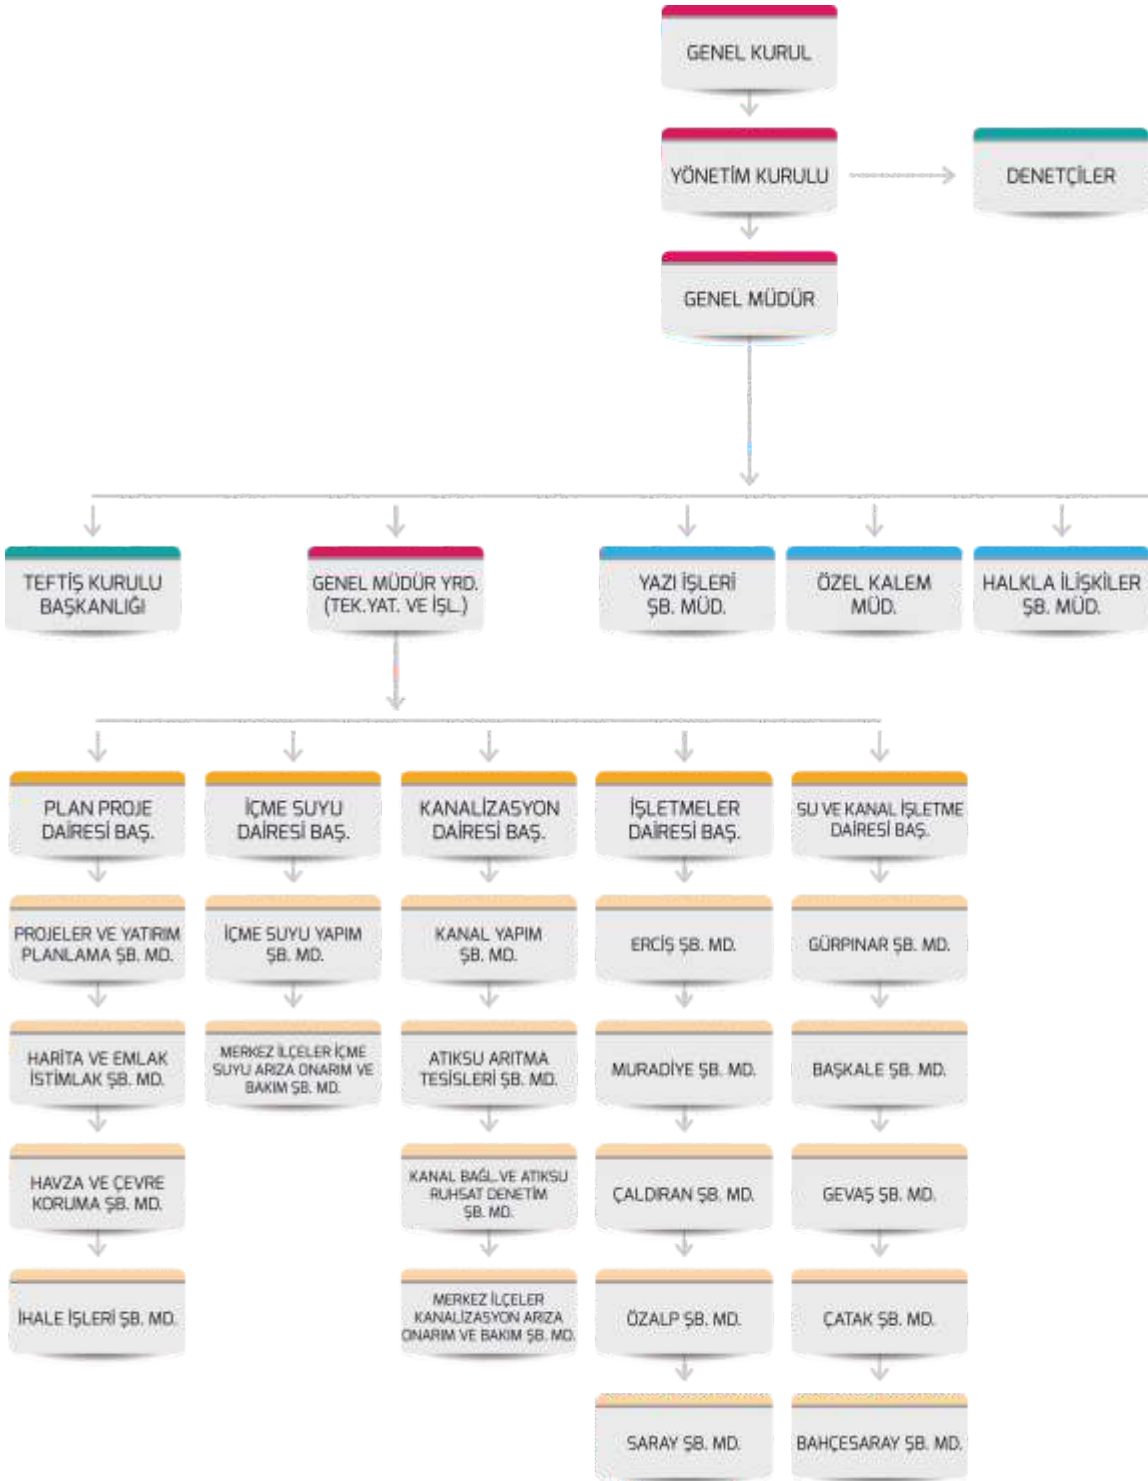 GENEL KURUL
YÖNETİM KURULU
DENETÇİLER
GENEL MÜDÜR
TEFTİŞ KURULU
BAŞKANLIĞI
GENEL MÜDÜR YRD.
(TEK.YAT. VE İŞL.)
YAZI İŞLERİ
ŞB. MÜD.
ÖZEL KALEM
MÜD.
HALKLA İLİŞKİLER
ŞB. MÜD.
PLAN PROJE
DAİRESİ BAŞ.
İÇME SUYU
DAİRESİ BAŞ.
KANALİZASYON
DAİRESİ BAŞ.
İŞLETMELER
DAİRESİ BAŞ.
SU VE KANAL İŞLETME
DAİRESİ BAŞ.
PROJELER VE YATIRIM
PLANLAMA ŞB. MD.
İÇME SUYU YAPIM
ŞB. MD.
KANAL YAPIM
ŞB. MD.
ERCİŞ ŞB. MD.
GÜRPINAR ŞB. MD.
HARİTA VE EMLAK
İSTİMLAK ŞB. MD.
MERKEZ İLÇELER İÇME
SUYU ARIZA ONARIM VE
BAKIM ŞB. MD.
ATIKSU ARITMA
TESİSLERİ ŞB. MD.
MURADİYE ŞB. MD.
BAŞKALE ŞB. MD.
HAVZA VE ÇEVRE
KORUMA ŞB. MD.
KANAL BAĞL.VE ATIKSU
RUHSAT DENETİM
ŞB. MD.
ÇALDIRAN ŞB. MD.
GEVAŞ ŞB. MD.
İHALE İŞLERİ ŞB. MD.
MERKEZ İLÇELER
KANALİZASYON ARIZA
ONARIM VE BAKIM ŞB. MD.
ÖZALP ŞB. MD.
ÇATAK ŞB. MD.
SARAY ŞB. MD.
BAHÇESARAY ŞB. MD.